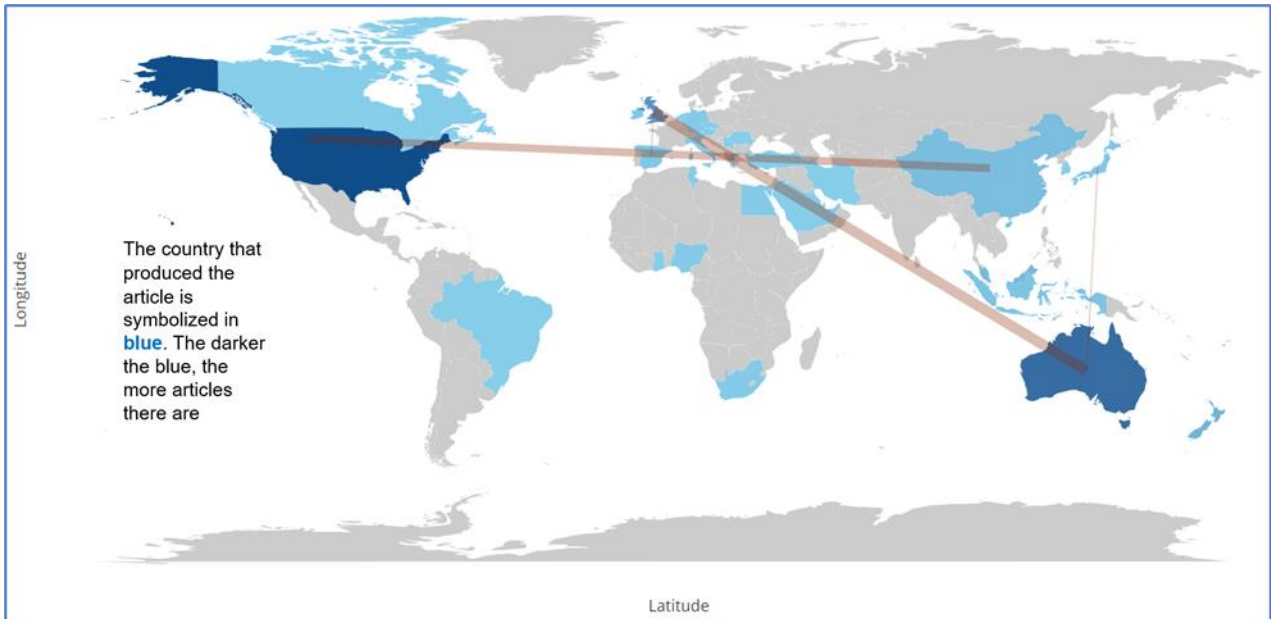 Longitude
The country that
produced the
article is
symbolized in
blue. The darker
the blue, the
more articles
there are
Latitude